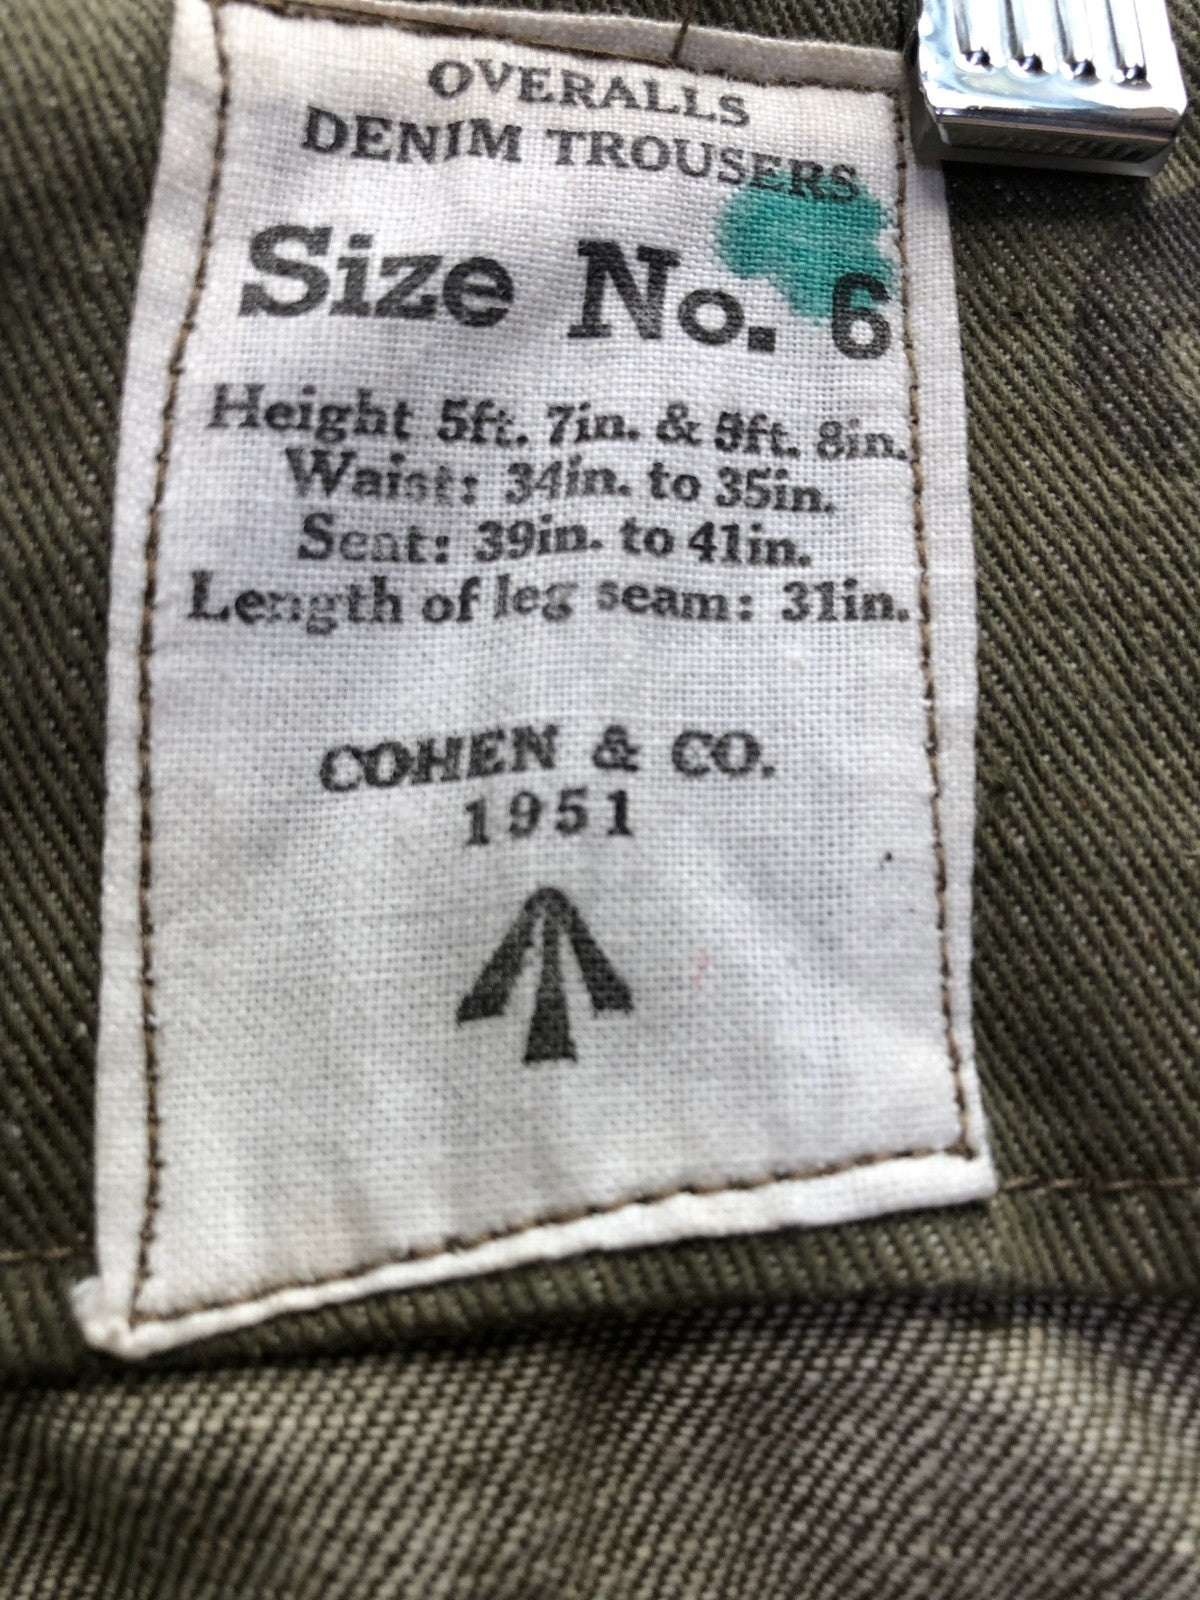 OVERALLS
DENIM TROUSERS
Size No. 6
Height 5ft. 7in. & 5ft. 8in.
Waist: 34in. to 35in.
Seat: 39in. to 41in.
Length of leg seam: 31in.
COHEN & CO.
1951